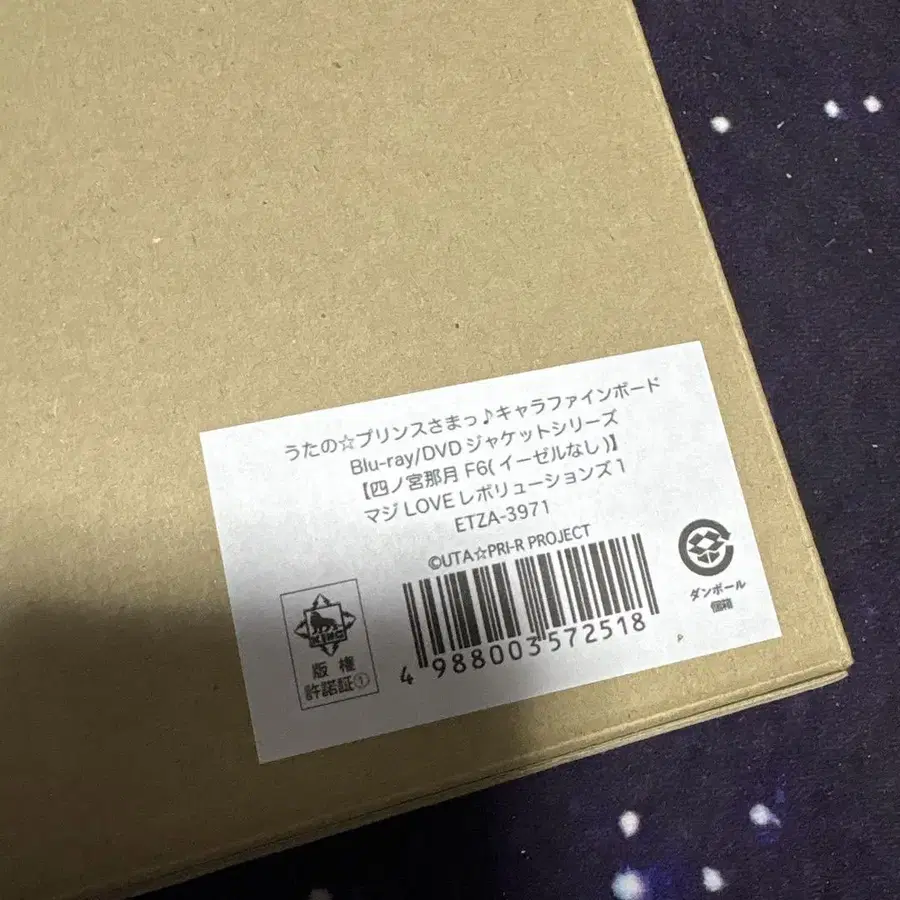 うたの☆プリンスさまっ♪キャラファインボード
Blu-ray/DVD ジャケットシリーズ
【四ノ宮那月 F6(イーゼルなし)】
マジ LOVE レボリューションズ 1
ETZA-3971
©UTA☆PRI-R PROJECT
KING
版権
許諾証①
4 988003 572518
ダンボール
個箱
P